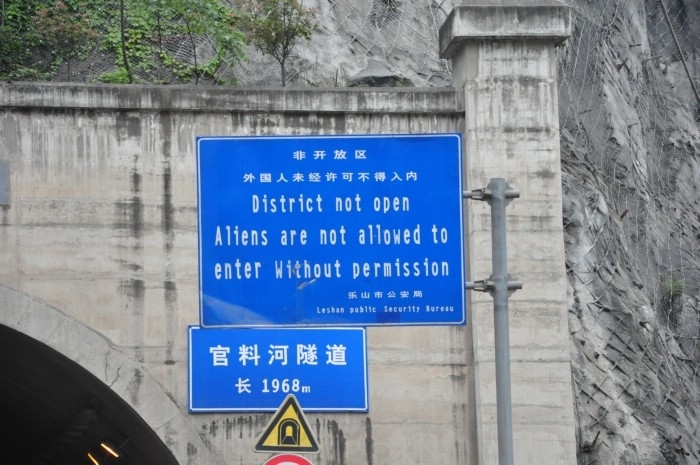 非开放区
外国人未经许可不得入内
District not open
Aliens are not allowed to
enter Without permission
乐山市公安局
Leshan public Security Bureau
官料河隧道
长 1968m